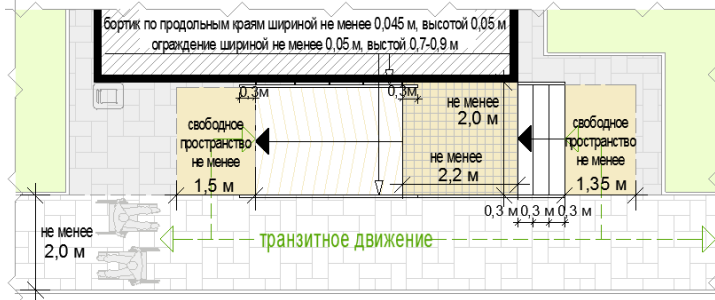 бортик по продольным краям шириной не менее 0,045 м, высотой 0,05 м
ограждение шириной не менее 0,05 м, выстой 0,7-0,9 м
0,3м
0,3м
свободное
пространство
не менее
1,5 м
не менее
2,0 м
не менее
2,2 м
свободное
пространство
не менее
1,35 м
0,3 м 0,3 м 0,3 м
не менее
2,0 м
транзитное движение